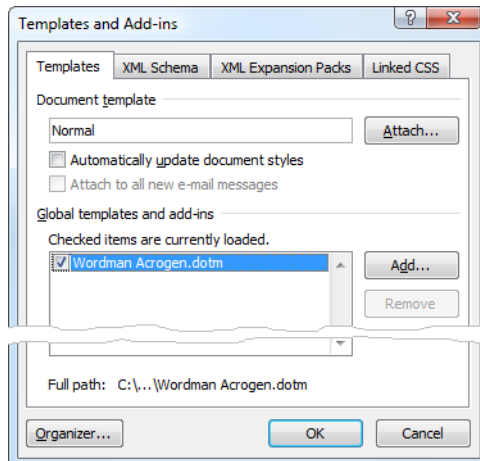 Templates and Add-ins
Templates XML Schema XML Expansion Packs Linked CSS
Document template
Normal Attach...
Automatically update document styles
Attach to all new e-mail messages
Global templates and add-ins
Checked items are currently loaded.
Wordman Acrogen.dotm Add...
Remove
Full path: C:\...\Wordman Acrogen.dotm
Organizer... OK Cancel